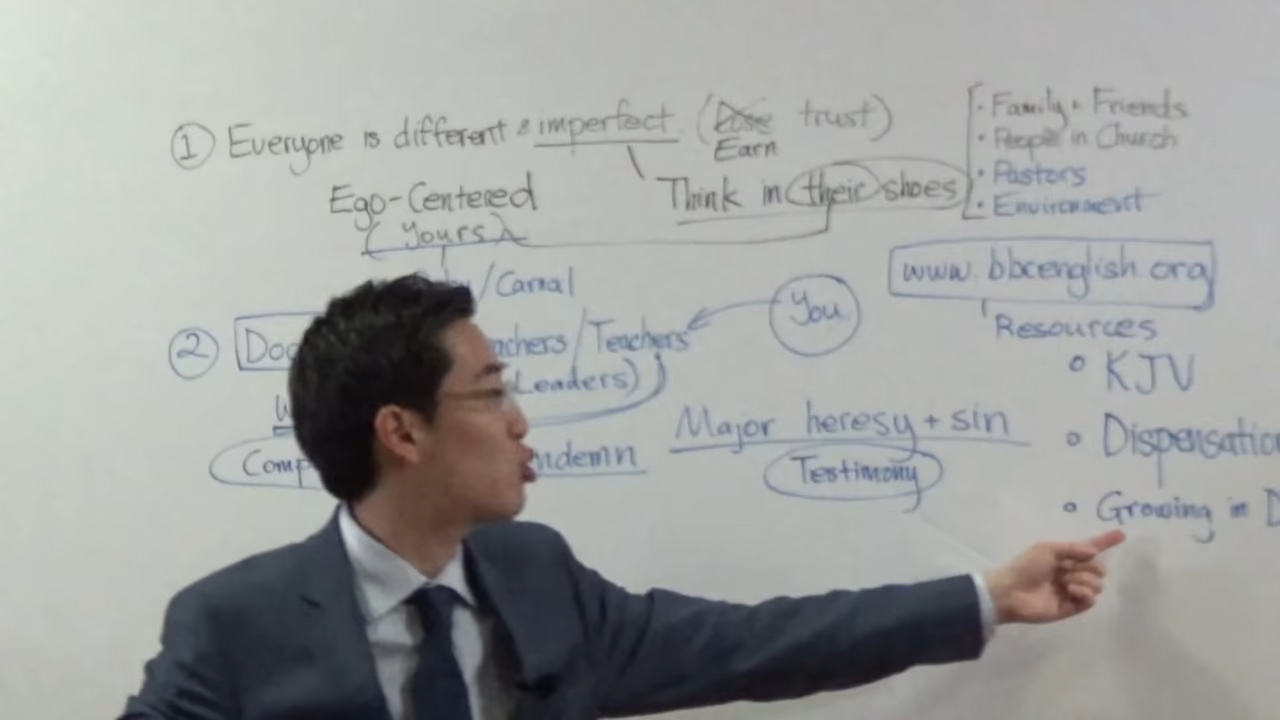 ① Everyone is different & imperfect (Lose trust)
Earn
Ego-Centered
(Yours)
Think in their shoes
· Family + Friends
· People in Church
· Pastors
· Environment
www.bbcenglish.org
Resources
° KJV
° Dispensatio
° Growing in D
/Carnal
You
② Doc achers/Teachers
Leaders)
W
Comp ndemn
Major heresy + sin
Testimony